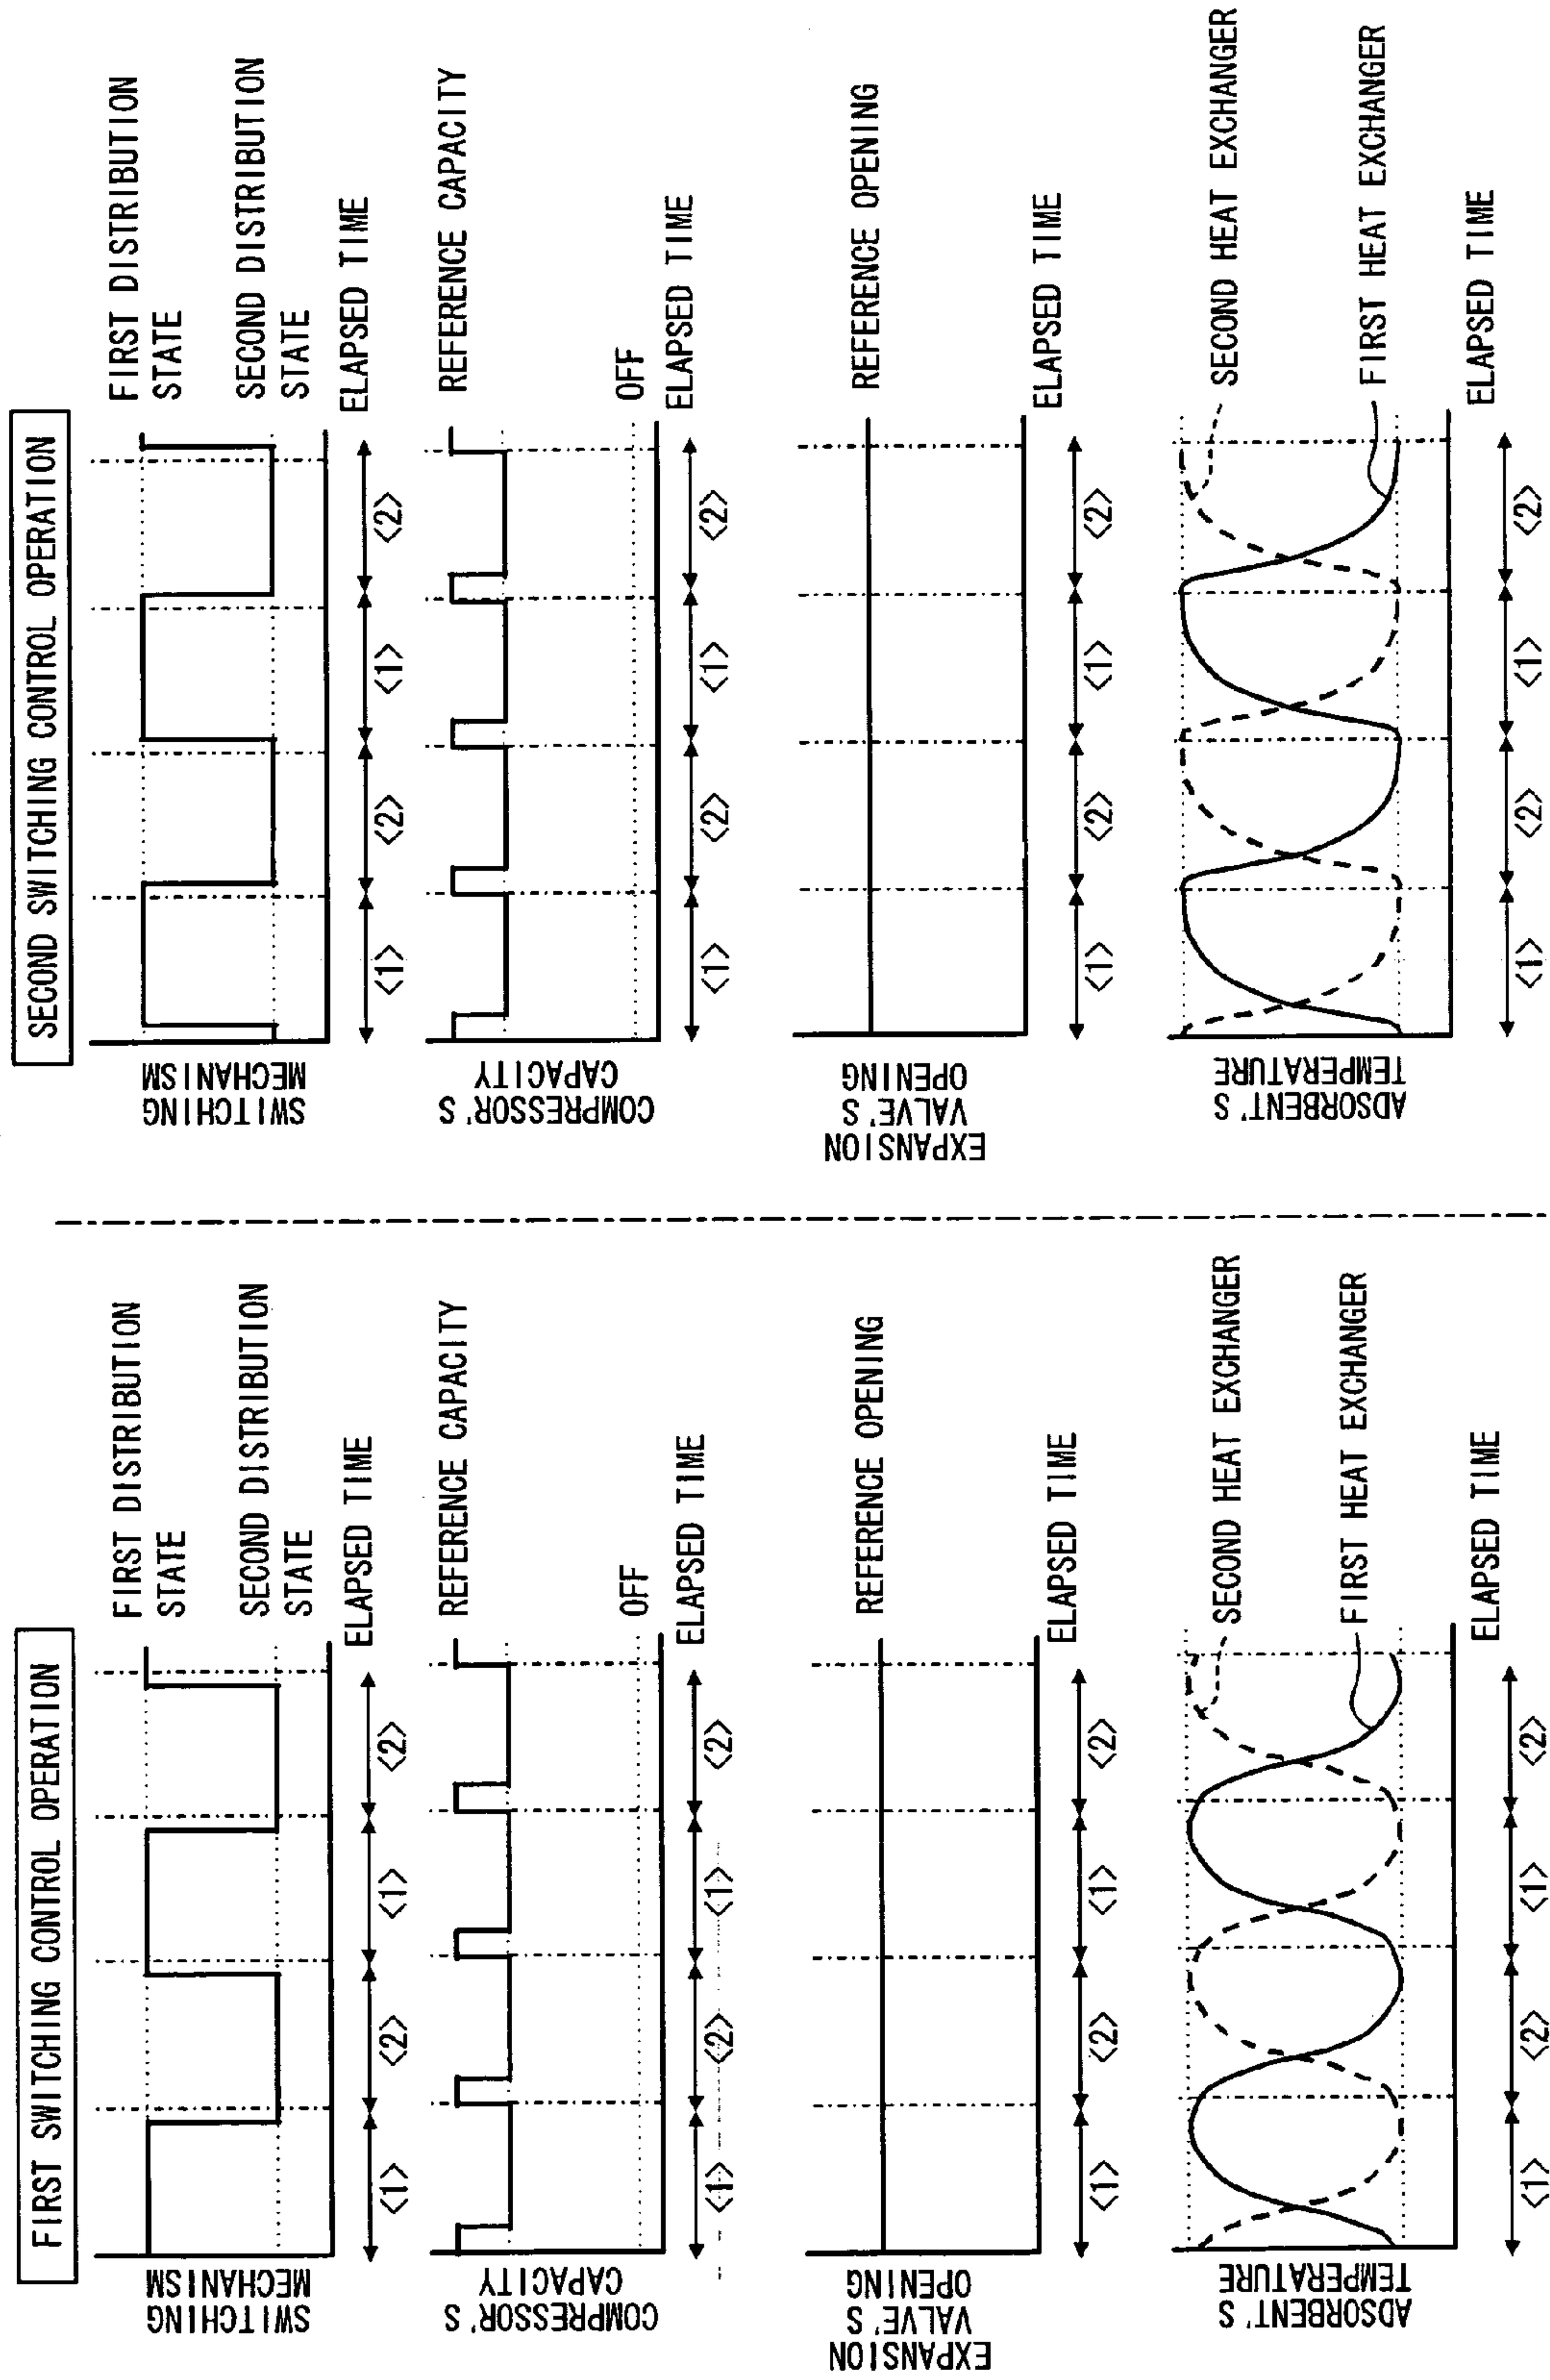 FIRST SWITCHING CONTROL OPERATION
SWITCHING
MECHANISM
FIRST DISTRIBUTION
STATE
SECOND DISTRIBUTION
STATE
ELAPSED TIME
<1>
<2>
<1>
<2>
COMPRESSOR'S
CAPACITY
REFERENCE CAPACITY
OFF
ELAPSED TIME
<1>
<2>
<1>
<2>
EXPANSION
VALVE'S
OPENING
REFERENCE OPENING
ELAPSED TIME
<1>
<2>
<1>
<2>
ADSORBENT'S
TEMPERATURE
SECOND HEAT EXCHANGER
FIRST HEAT EXCHANGER
ELAPSED TIME
<1>
<2>
<1>
<2>
SECOND SWITCHING CONTROL OPERATION
SWITCHING
MECHANISM
FIRST DISTRIBUTION
STATE
SECOND DISTRIBUTION
STATE
ELAPSED TIME
<1>
<2>
<1>
<2>
COMPRESSOR'S
CAPACITY
REFERENCE CAPACITY
OFF
ELAPSED TIME
<1>
<2>
<1>
<2>
EXPANSION
VALVE'S
OPENING
REFERENCE OPENING
ELAPSED TIME
<1>
<2>
<1>
<2>
ADSORBENT'S
TEMPERATURE
SECOND HEAT EXCHANGER
FIRST HEAT EXCHANGER
ELAPSED TIME
<1>
<2>
<1>
<2>